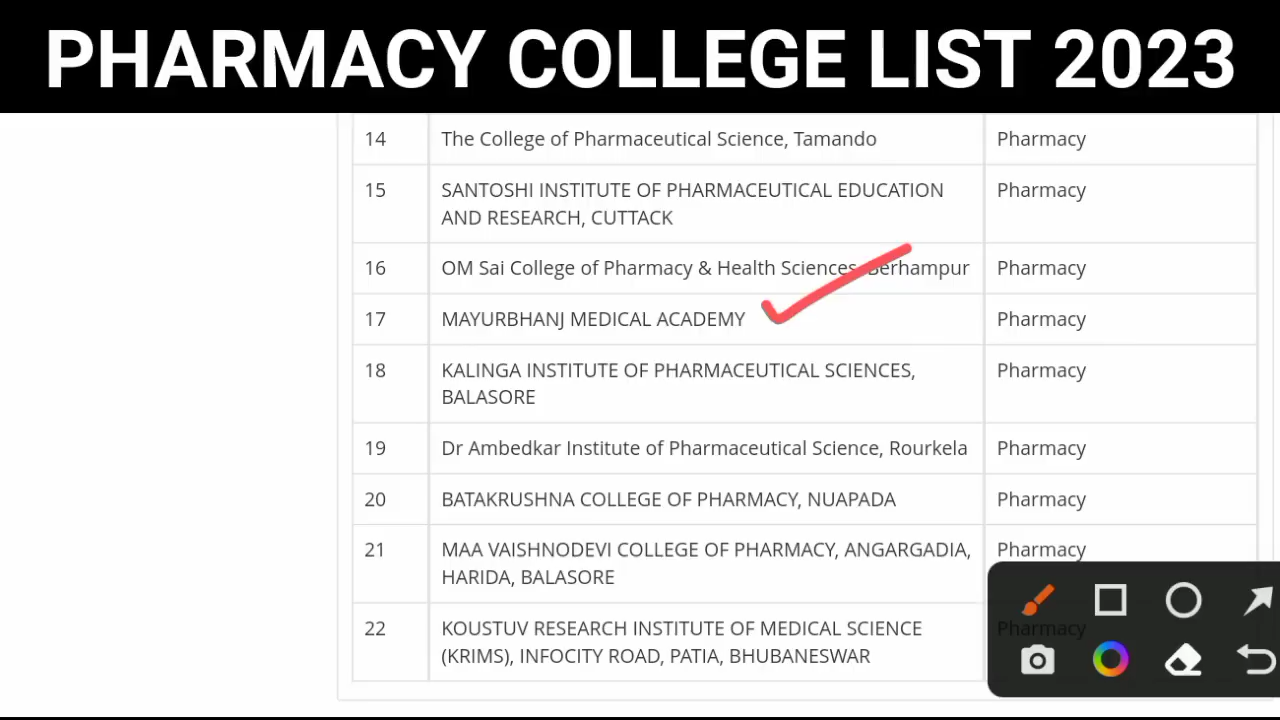 PHARMACY COLLEGE LIST 2023
14 The College of Pharmaceutical Science, Tamando Pharmacy
15 SANTOSHI INSTITUTE OF PHARMACEUTICAL EDUCATION Pharmacy
AND RESEARCH, CUTTACK
16 OM Sai College of Pharmacy & Health Sciences, Berhampur Pharmacy
17 MAYURBHANJ MEDICAL ACADEMY Pharmacy
18 KALINGA INSTITUTE OF PHARMACEUTICAL SCIENCES, Pharmacy
BALASORE
19 Dr Ambedkar Institute of Pharmaceutical Science, Rourkela Pharmacy
20 BATAKRUSHNA COLLEGE OF PHARMACY, NUAPADA Pharmacy
21 MAA VAISHNODEVI COLLEGE OF PHARMACY, ANGARGADIA, Pharmacy
HARIDA, BALASORE
22 KOUSTUV RESEARCH INSTITUTE OF MEDICAL SCIENCE Pharmacy
(KRIMS), INFOCITY ROAD, PATIA, BHUBANESWAR